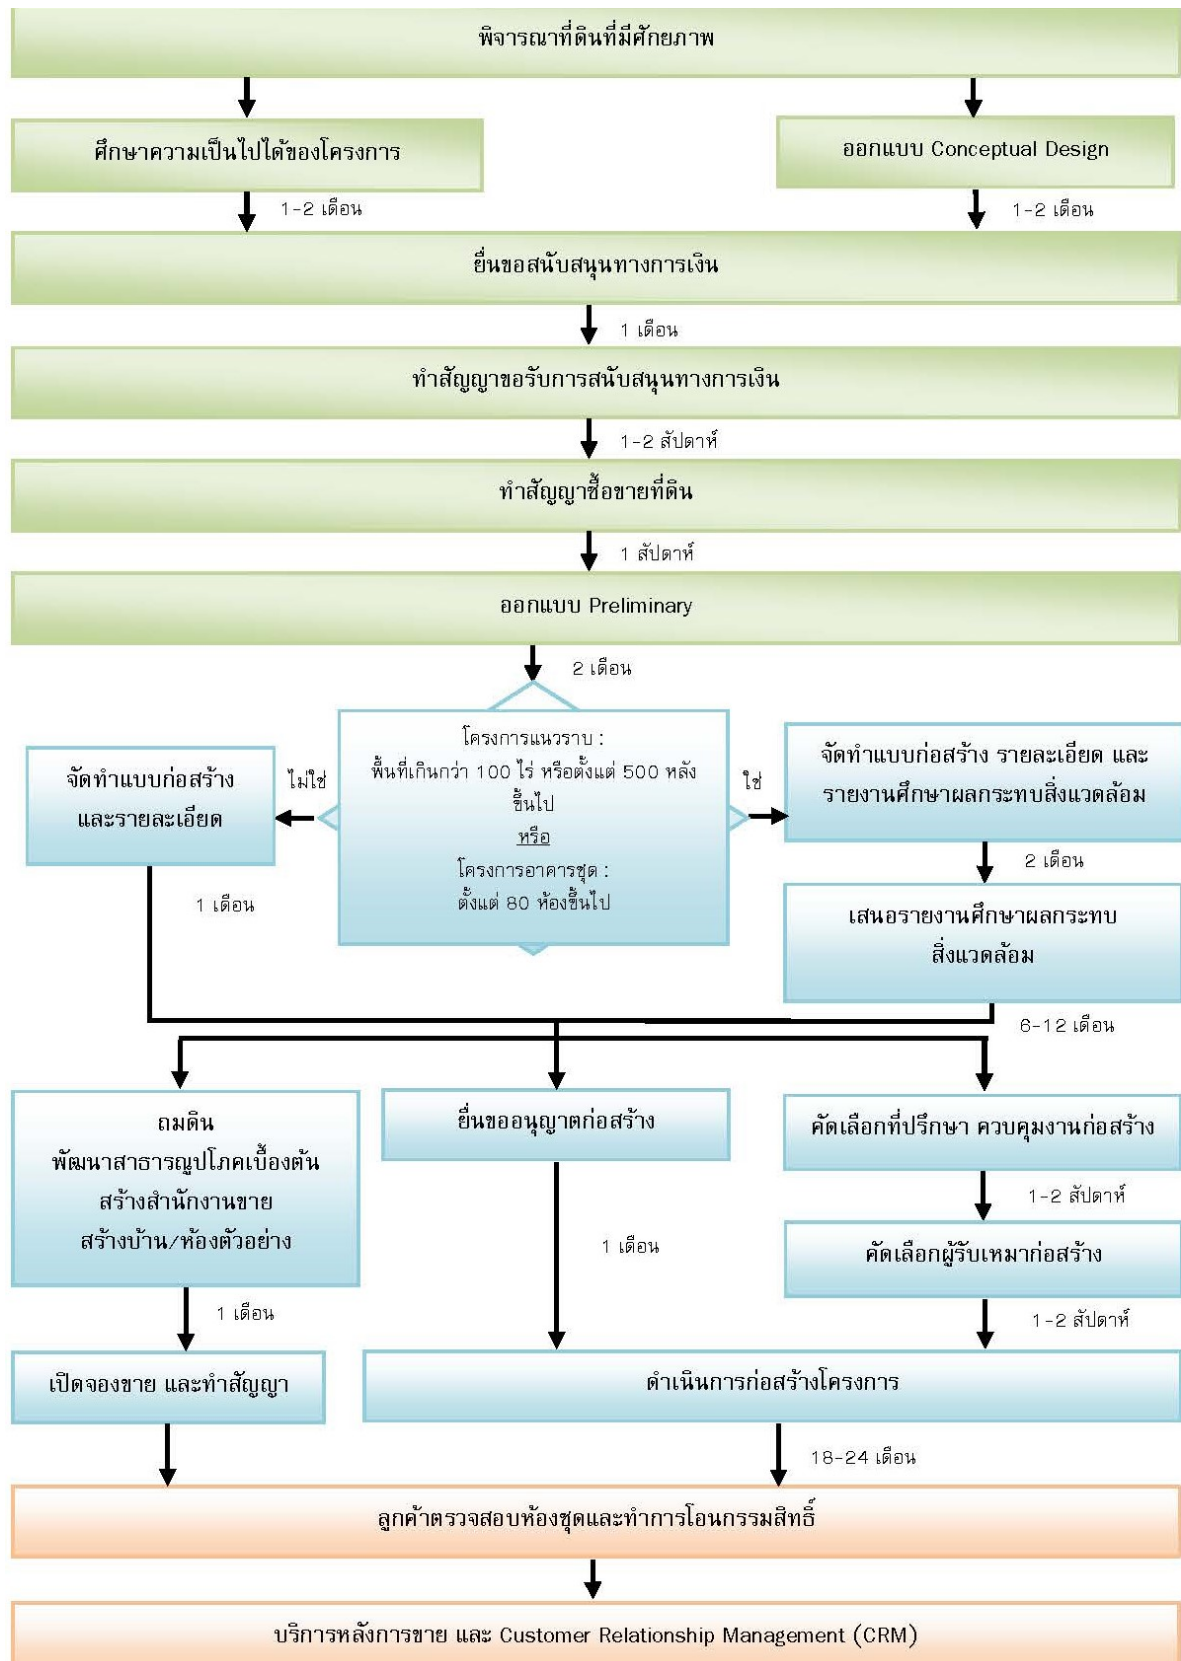 พิจารณาที่ดินที่มีศักยภาพ
ศึกษาความเป็นไปได้ของโครงการ
ออกแบบ Conceptual Design
1-2 เดือน
1-2 เดือน
ยื่นขอสนับสนุนทางการเงิน
1 เดือน
ทำสัญญาขอรับการสนับสนุนทางการเงิน
1-2 สัปดาห์
ทำสัญญาซื้อขายที่ดิน
1 สัปดาห์
ออกแบบ Preliminary
2 เดือน
โครงการแนวราบ :
พื้นที่เกินกว่า 100 ไร่ หรือตั้งแต่ 500 หลัง
ขึ้นไป
หรือ
โครงการอาคารชุด :
ตั้งแต่ 80 ห้องขึ้นไป
ไม่ใช่
จัดทำแบบก่อสร้าง
และรายละเอียด
1 เดือน
ใช่
จัดทำแบบก่อสร้าง รายละเอียด และ
รายงานศึกษาผลกระทบสิ่งแวดล้อม
2 เดือน
เสนอรายงานศึกษาผลกระทบ
สิ่งแวดล้อม
6-12 เดือน
ถมดิน
พัฒนาสาธารณูปโภคเบื้องต้น
สร้างสำนักงานขาย
สร้างบ้าน/ห้องตัวอย่าง
1 เดือน
เปิดจองขาย และทำสัญญา
ยื่นขออนุญาตก่อสร้าง
1 เดือน
คัดเลือกที่ปรึกษา ควบคุมงานก่อสร้าง
1-2 สัปดาห์
คัดเลือกผู้รับเหมาก่อสร้าง
1-2 สัปดาห์
ดำเนินการก่อสร้างโครงการ
18-24 เดือน
ลูกค้าตรวจสอบห้องชุดและทำการโอนกรรมสิทธิ์
บริการหลังการขาย และ Customer Relationship Management (CRM)